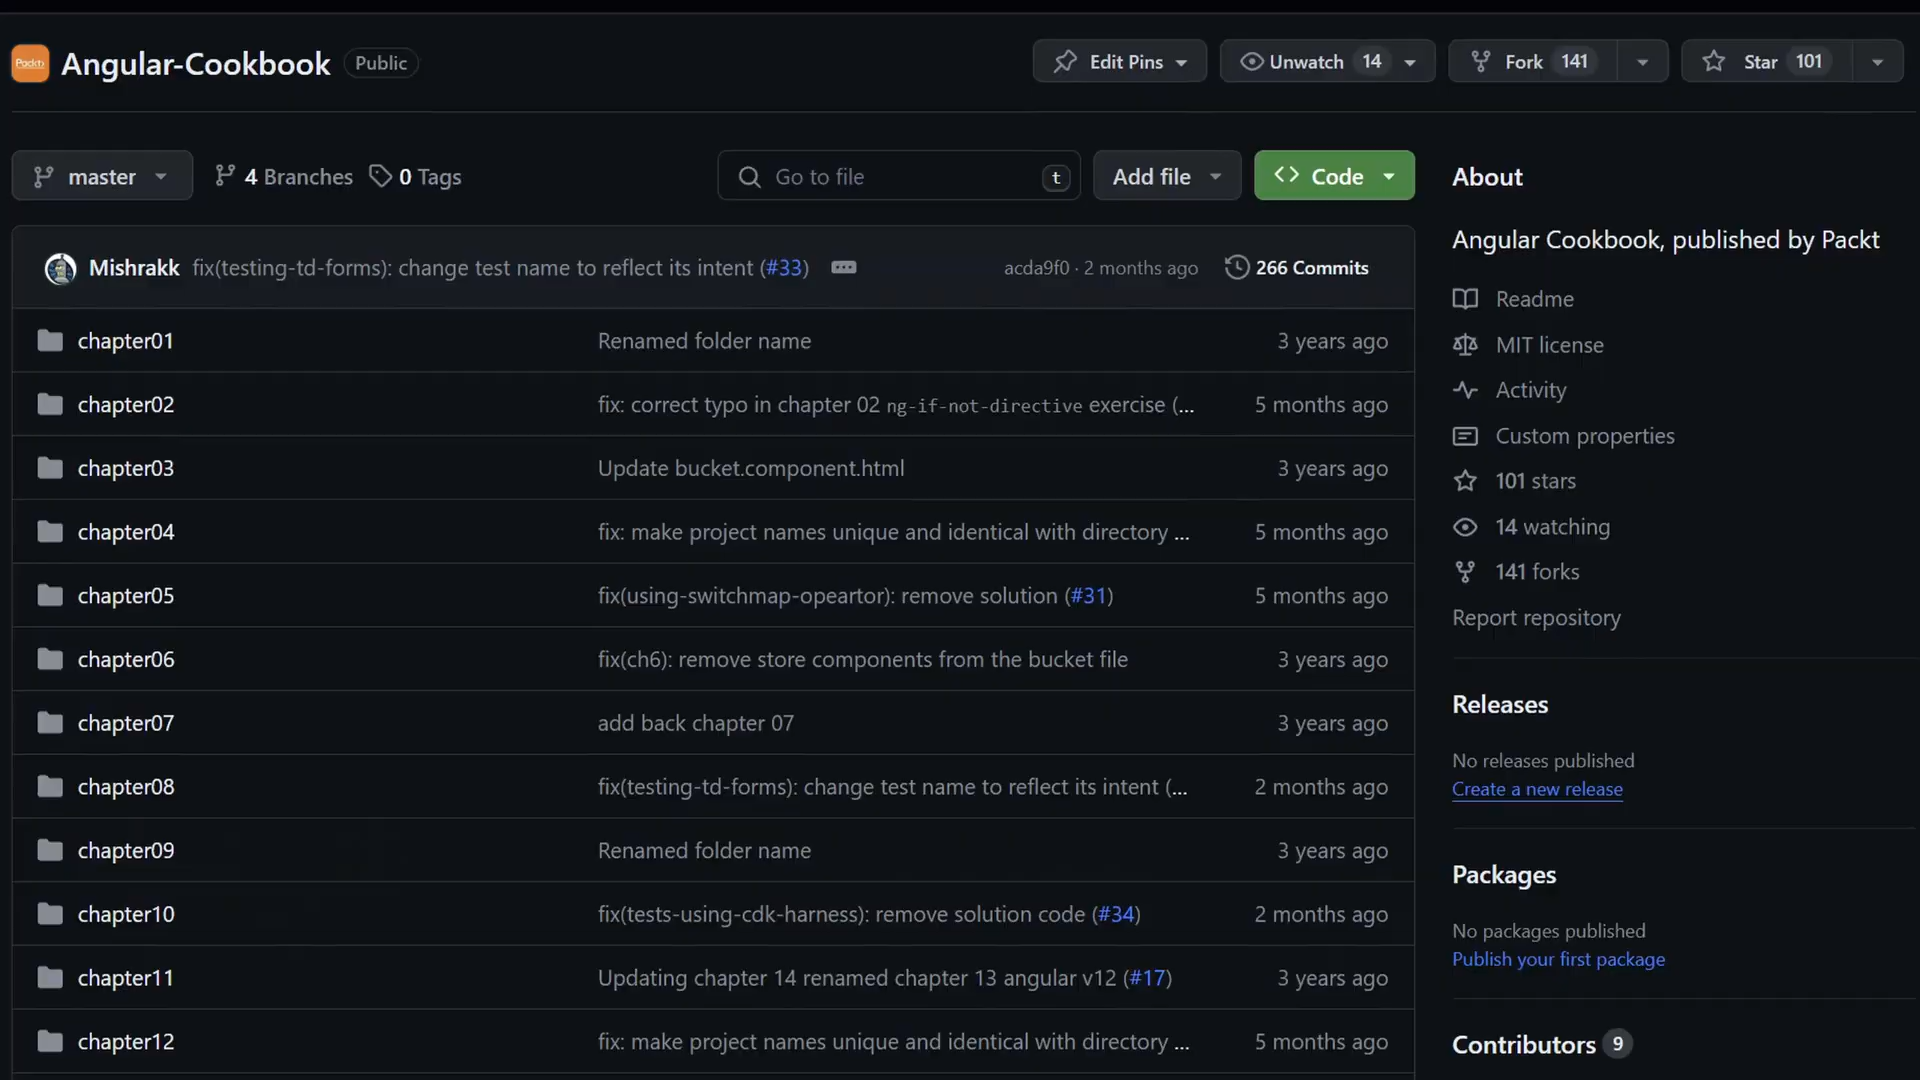 Packt Angular-Cookbook Public Edit Pins Unwatch 14 Fork 141 Star 101
master 4 Branches 0 Tags Go to file t Add file <> Code
Mishrakk fix(testing-td-forms): change test name to reflect its intent (#33) acda9f0 · 2 months ago 266 Commits
chapter01 Renamed folder name 3 years ago
chapter02 fix: correct typo in chapter 02 ng-if-not-directive exercise (... 5 months ago
chapter03 Update bucket.component.html 3 years ago
chapter04 fix: make project names unique and identical with directory ... 5 months ago
chapter05 fix(using-switchmap-opeartor): remove solution (#31) 5 months ago
chapter06 fix(ch6): remove store components from the bucket file 3 years ago
chapter07 add back chapter 07 3 years ago
chapter08 fix(testing-td-forms): change test name to reflect its intent (... 2 months ago
chapter09 Renamed folder name 3 years ago
chapter10 fix(tests-using-cdk-harness): remove solution code (#34) 2 months ago
chapter11 Updating chapter 14 renamed chapter 13 angular v12 (#17) 3 years ago
chapter12 fix: make project names unique and identical with directory ... 5 months ago
About
Angular Cookbook, published by Packt
Readme
MIT license
Activity
Custom properties
101 stars
14 watching
141 forks
Report repository
Releases
No releases published
Create a new release
Packages
No packages published
Publish your first package
Contributors 9